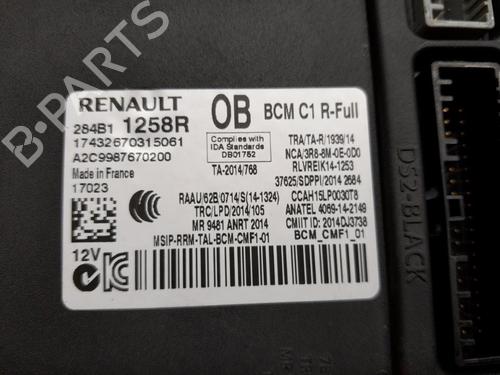 RENAULT
284B1 1258R
17432670315061
A2C9987670200
Made in France
17023
12V
OB
BCM C1 R-Full
Complies with
IDA Standards
DB01752
TA-2014/768
TRA/TA-R/1939/14
NCA/3R8-8M-0E-0D0
RLVREIK14-1253
37625/SDPPI/2014 2684
RAAU/62B/0714/S(14-1324)
CCAH15LP0030T8
TRC/LPD/2014/105
ANATEL 4069-14-2149
MR 9481 ANRT 2014
CMIIT ID: 2014DJ3738
MSIP-RRM-TAL-BCM-CMF1-01
BCM_CMF1_01
D52-BLACK
B-PARTS